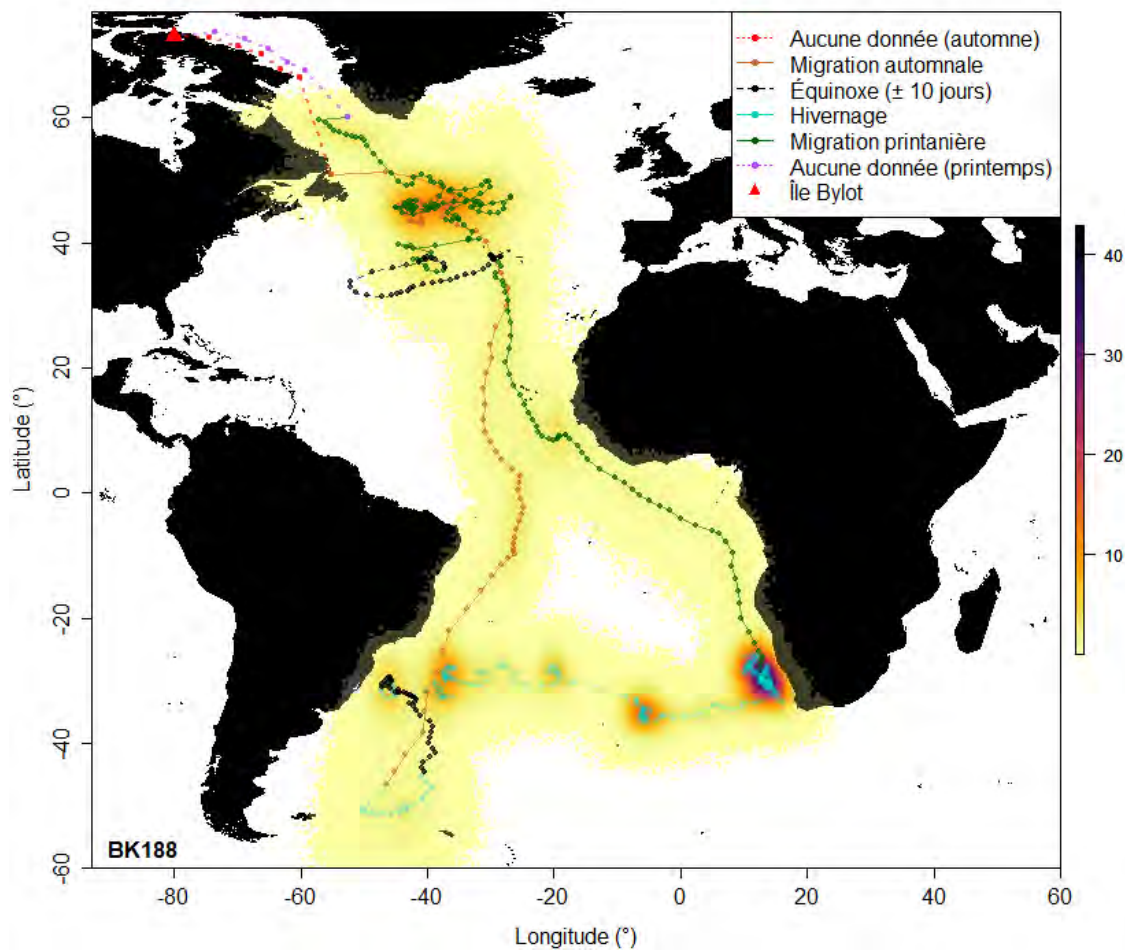 Aucune donnée (automne)
Migration automnale
Équinoxe (± 10 jours)
Hivernage
Migration printanière
Aucune donnée (printemps)
Île Bylot
60
40
20
0
-20
-40
-60
Latitude (°)
40
30
20
10
BK188
-80
-60
-40
-20
0
20
40
60
Longitude (°)